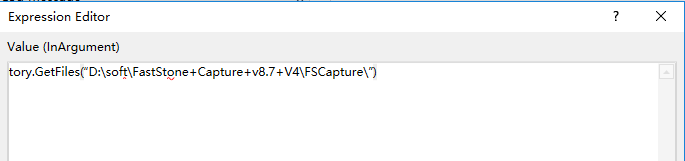 Expression Editor
Value (InArgument)
tory.GetFiles(“D:\soft\FastStone+Capture+v8.7+V4\FSCapture\”)